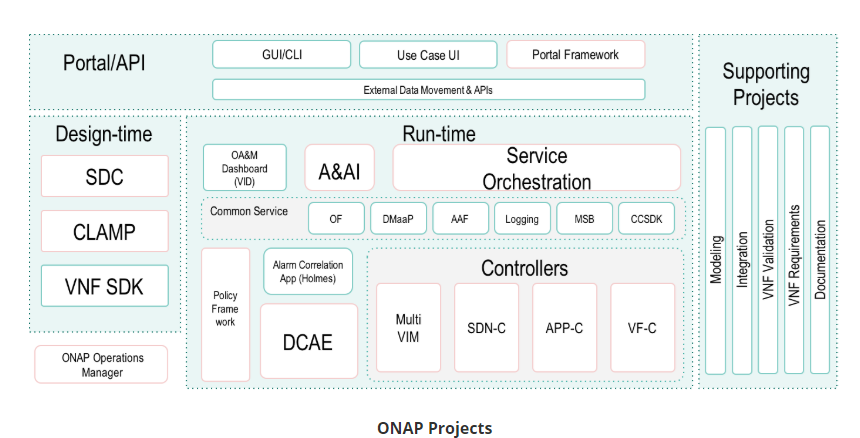 Portal/API
GUI/CLI
Use Case UI
Portal Framework
External Data Movement & APIs
Supporting
Projects
Modeling
Integration
VNF Validation
VNF Requirements
Documentation
Design-time
SDC
CLAMP
VNF SDK
ONAP Operations
Manager
Run-time
OA&M
Dashboard
(VID)
A&AI
Service
Orchestration
Common Service
OF
DMaaP
AAF
Logging
MSB
CCSDK
Policy
Frame
work
Alarm Correlation
App (Holmes)
DCAE
Controllers
Multi
VIM
SDN-C
APP-C
VF-C
ONAP Projects